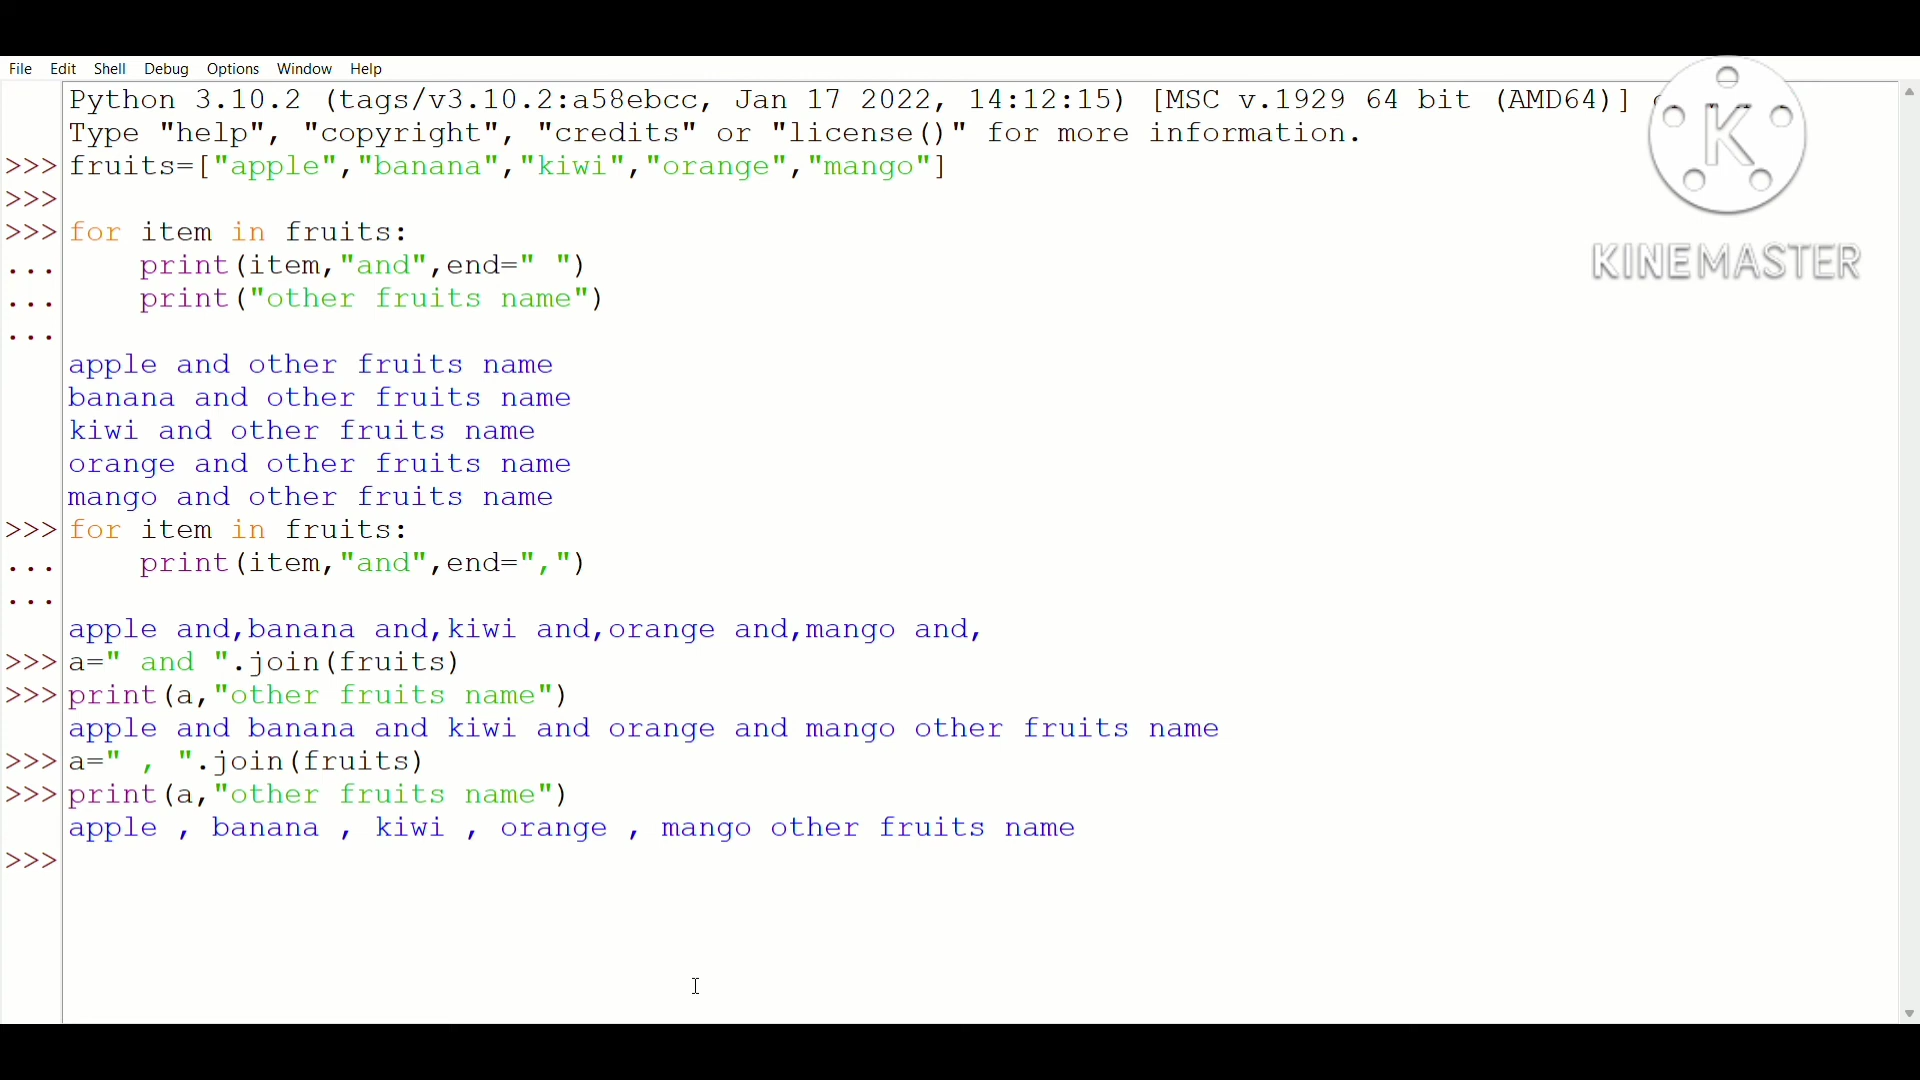 File Edit Shell Debug Options Window Help
Python 3.10.2 (tags/v3.10.2:a58ebcc, Jan 17 2022, 14:12:15) [MSC v.1929 64 bit (AMD64)]
Type "help", "copyright", "credits" or "license()" for more information.
>>> fruits=["apple","banana","kiwi","orange","mango"]
>>>
>>> for item in fruits:
...     print(item,"and",end=" ")
...     print("other fruits name")
...
apple and other fruits name
banana and other fruits name
kiwi and other fruits name
orange and other fruits name
mango and other fruits name
>>> for item in fruits:
...     print(item,"and",end=",")
...
apple and,banana and,kiwi and,orange and,mango and,
>>> a=" and ".join(fruits)
>>> print(a,"other fruits name")
apple and banana and kiwi and orange and mango other fruits name
>>> a=" , ".join(fruits)
>>> print(a,"other fruits name")
apple , banana , kiwi , orange , mango other fruits name
>>>
K
KINEMASTER